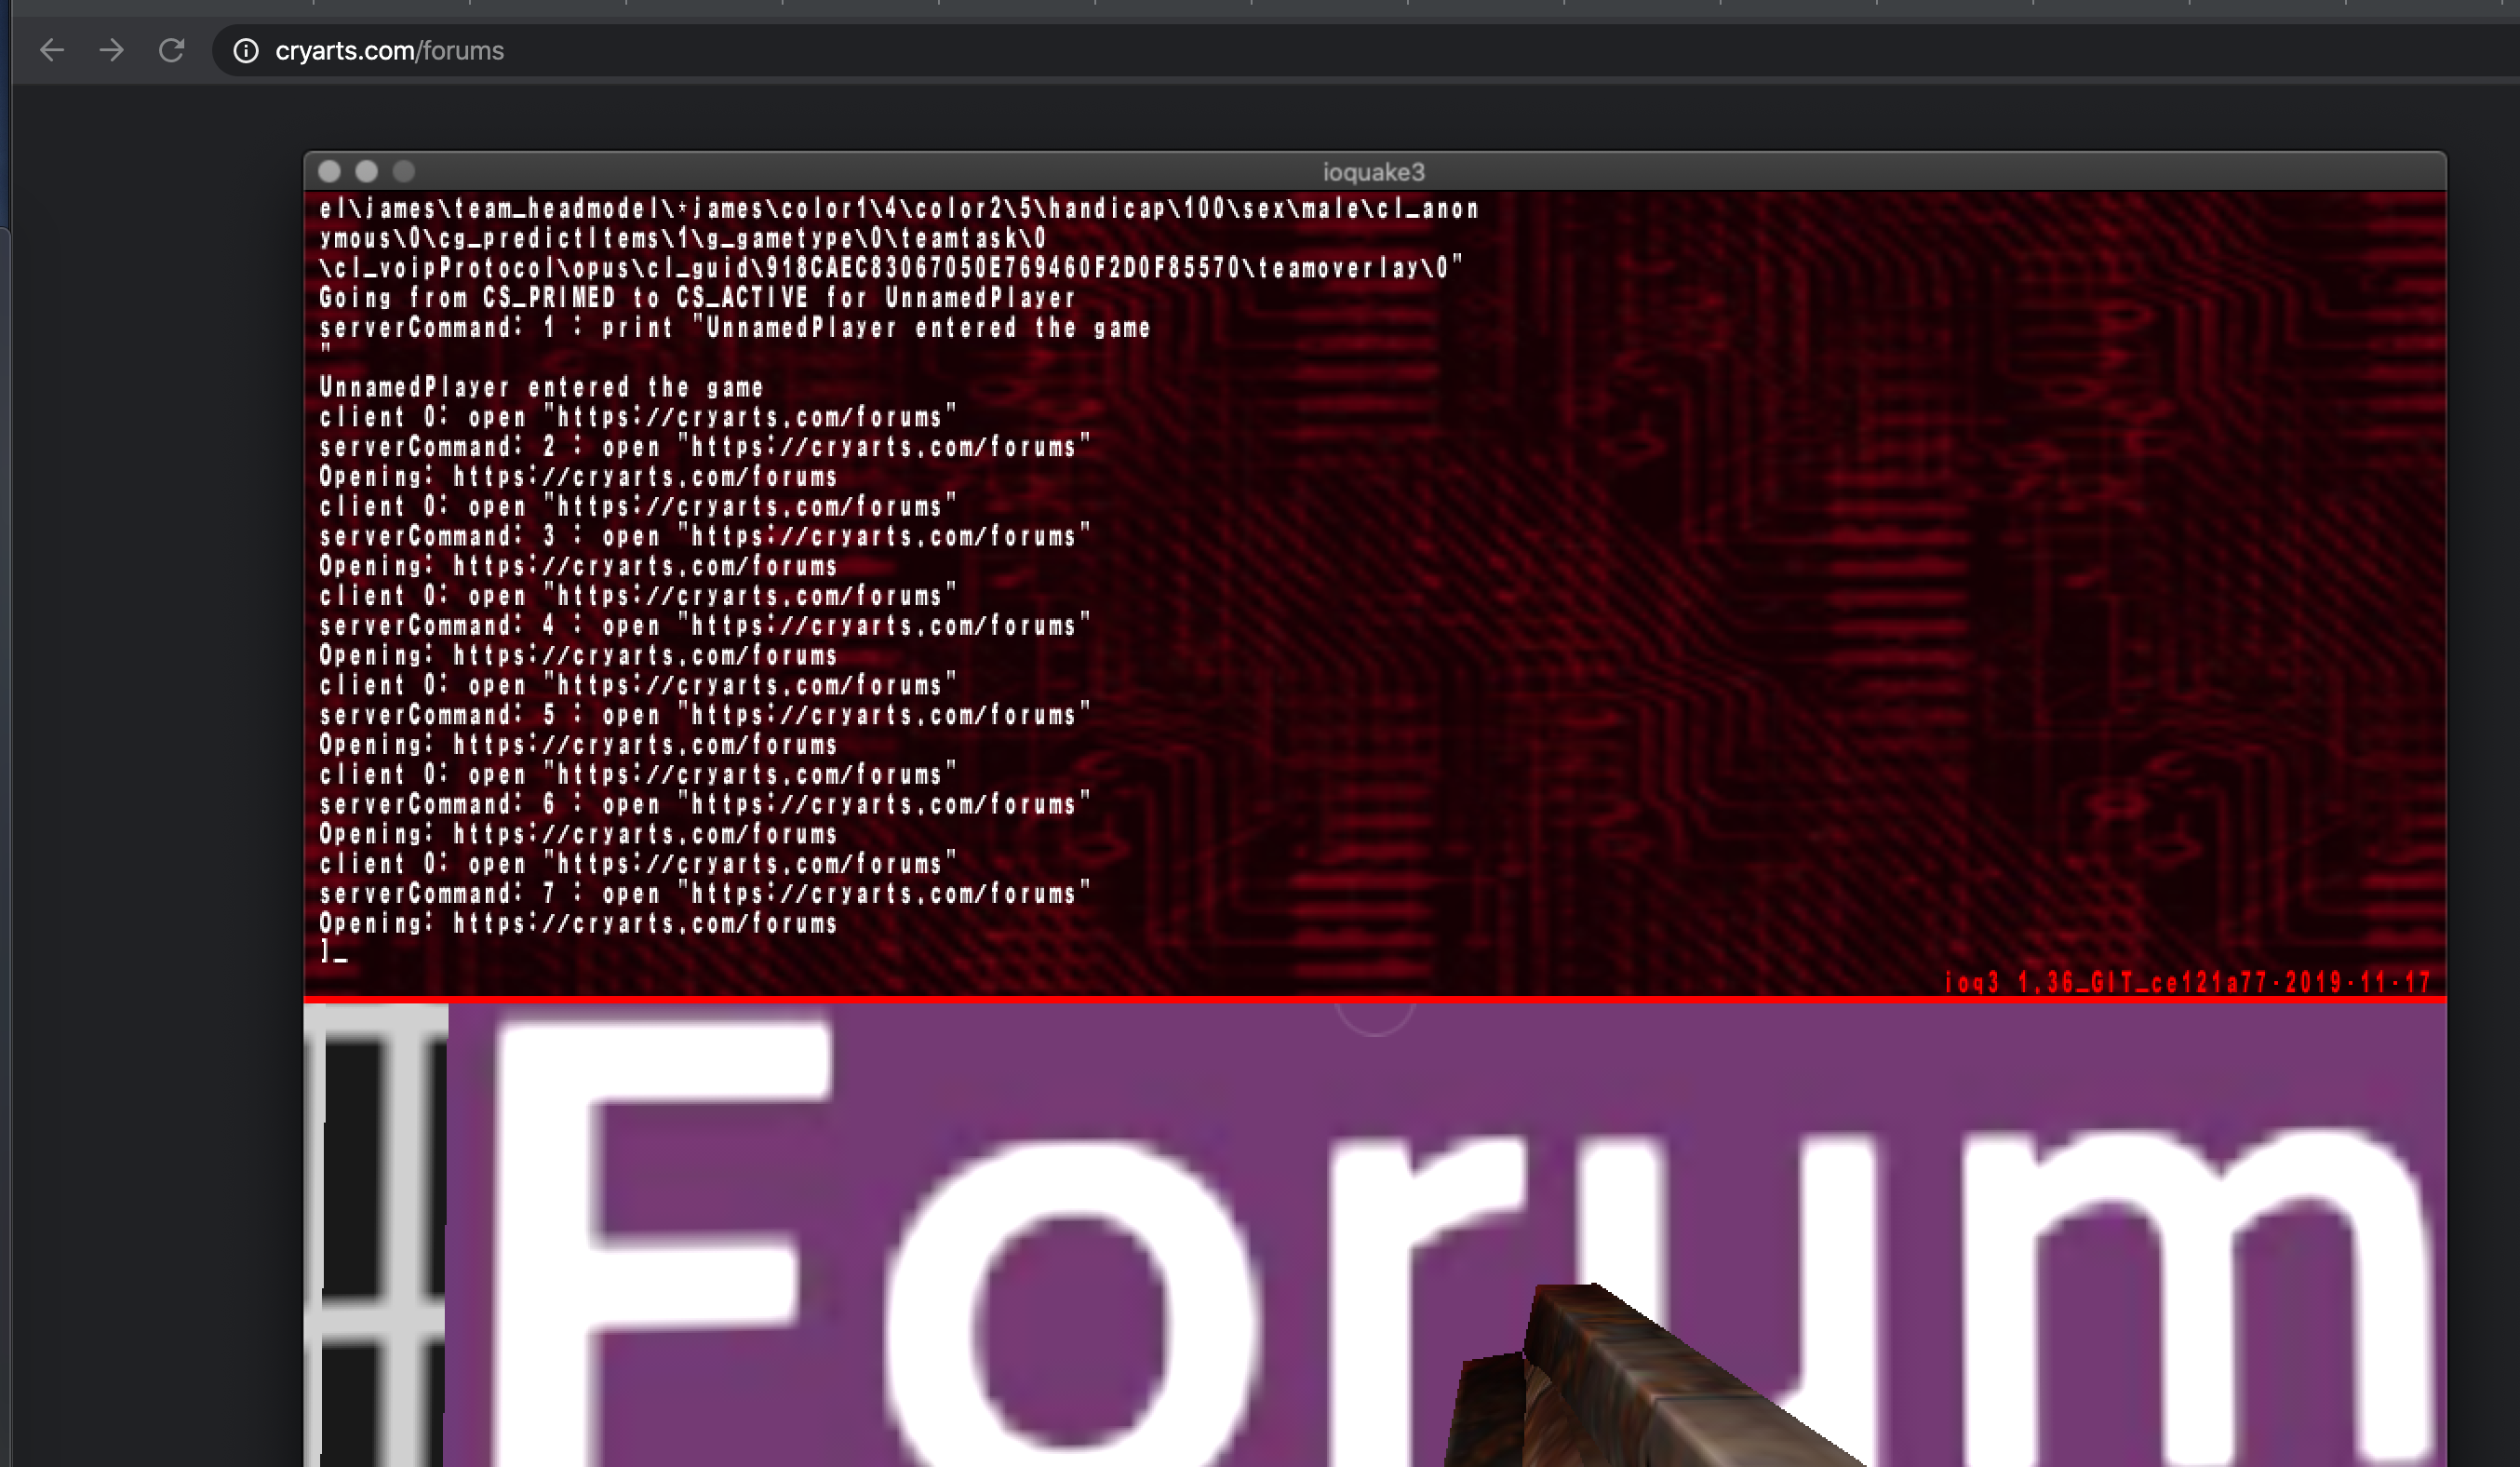 cryarts.com/forums
ioquake3
el\james\team_headmodel\*james\color1\4\color2\5\handicap\100\sex\male\cl_anon
ymous\0\cg_predictItems\1\g_gametype\0\teamtask\0
\cl_voipProtocol\opus\cl_guid\918CAEC83067050E769460F2D0F85570\teamoverlay\0"
Going from CS_PRIMED to CS_ACTIVE for UnnamedPlayer
serverCommand: 1 : print "UnnamedPlayer entered the game
"
UnnamedPlayer entered the game
client 0: open "https://cryarts.com/forums"
serverCommand: 2 : open "https://cryarts.com/forums"
Opening: https://cryarts.com/forums
client 0: open "https://cryarts.com/forums"
serverCommand: 3 : open "https://cryarts.com/forums"
Opening: https://cryarts.com/forums
client 0: open "https://cryarts.com/forums"
serverCommand: 4 : open "https://cryarts.com/forums"
Opening: https://cryarts.com/forums
client 0: open "https://cryarts.com/forums"
serverCommand: 5 : open "https://cryarts.com/forums"
Opening: https://cryarts.com/forums
client 0: open "https://cryarts.com/forums"
serverCommand: 6 : open "https://cryarts.com/forums"
Opening: https://cryarts.com/forums
client 0: open "https://cryarts.com/forums"
serverCommand: 7 : open "https://cryarts.com/forums"
Opening: https://cryarts.com/forums
]_
ioq3 1.36_GIT_ce121a77-2019-11-17
Forum